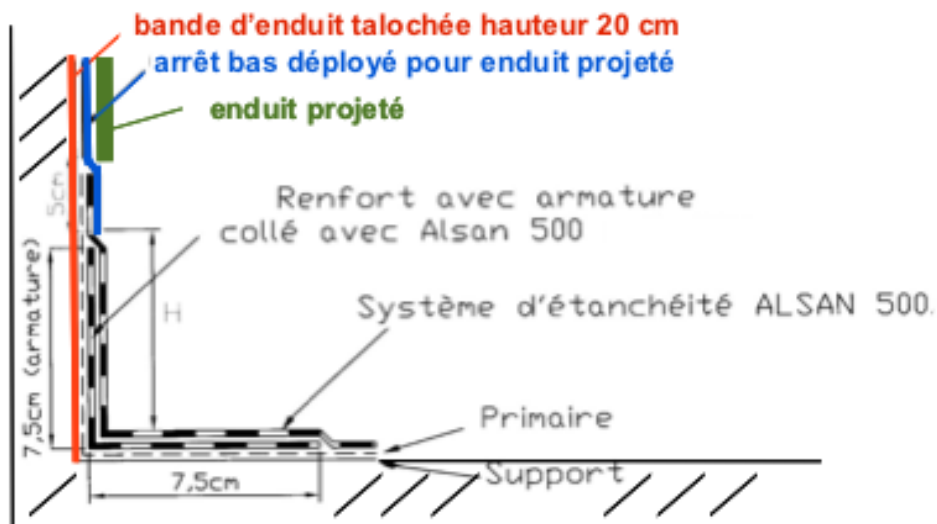 bande d'enduit talochée hauteur 20 cm
arrêt bas déployé pour enduit projeté
enduit projeté
5cm
Renfort avec armature
collé avec Alsan 500
7,5cm (armature)
H
Système d'étanchéité ALSAN 500.
Primaire
Support
7,5cm